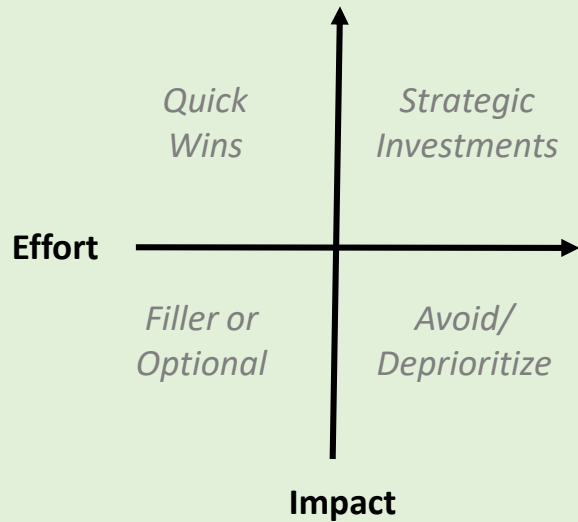 Quick
Wins
Strategic
Investments
Effort
Filler or
Optional
Avoid/
Deprioritize
Impact